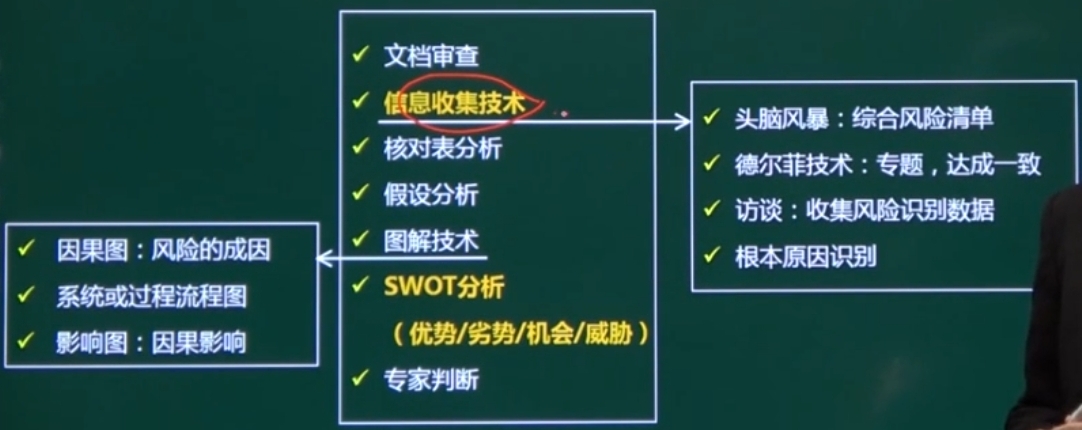 文档审查
信息收集技术
核对表分析
假设分析
图解技术
SWOT分析
（优势/劣势/机会/威胁）
专家判断
头脑风暴：综合风险清单
德尔菲技术：专题，达成一致
访谈：收集风险识别数据
根本原因识别
因果图：风险的成因
系统或过程流程图
影响图：因果影响